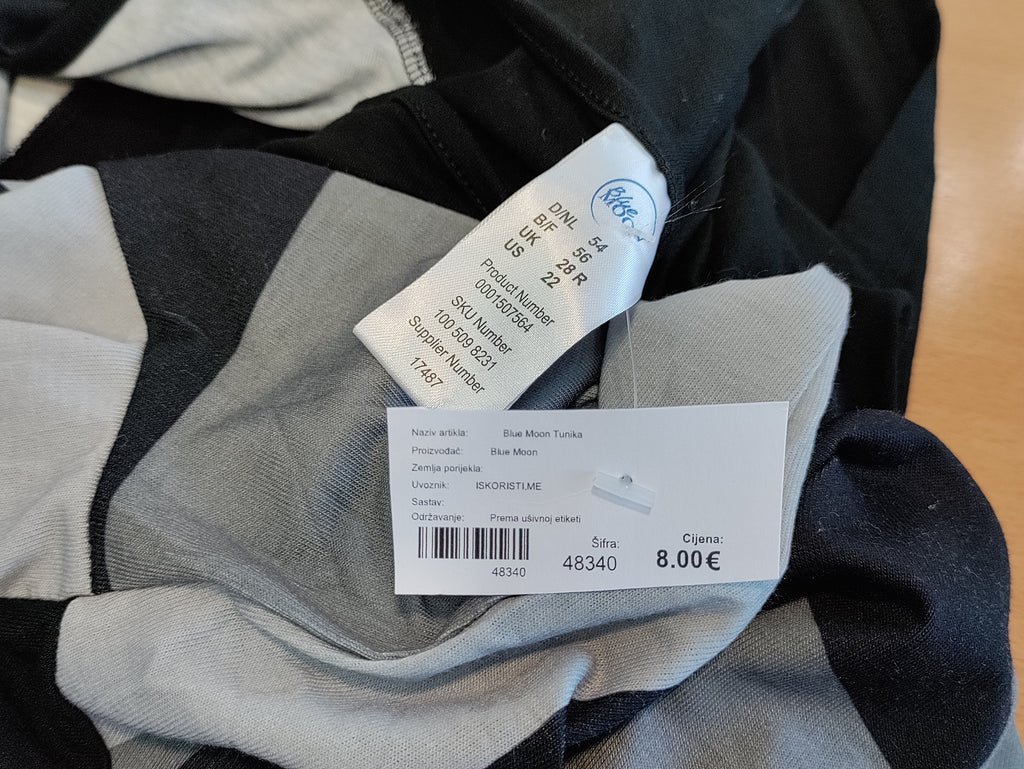 Blue
Moon
D/NL 54
B/F 56
UK 28 R
US 22
Product Number
0001507564
SKU Number
100 509 8231
Supplier Number
17487
Naziv artikla: Blue Moon Tunika
Proizvođač: Blue Moon
Zemlja porijekla:
Uvoznik: ISKORISTI.ME
Sastav:
Održavanje: Prema ušivnoj etiketi
48340
Šifra:
48340
Cijena:
8.00€